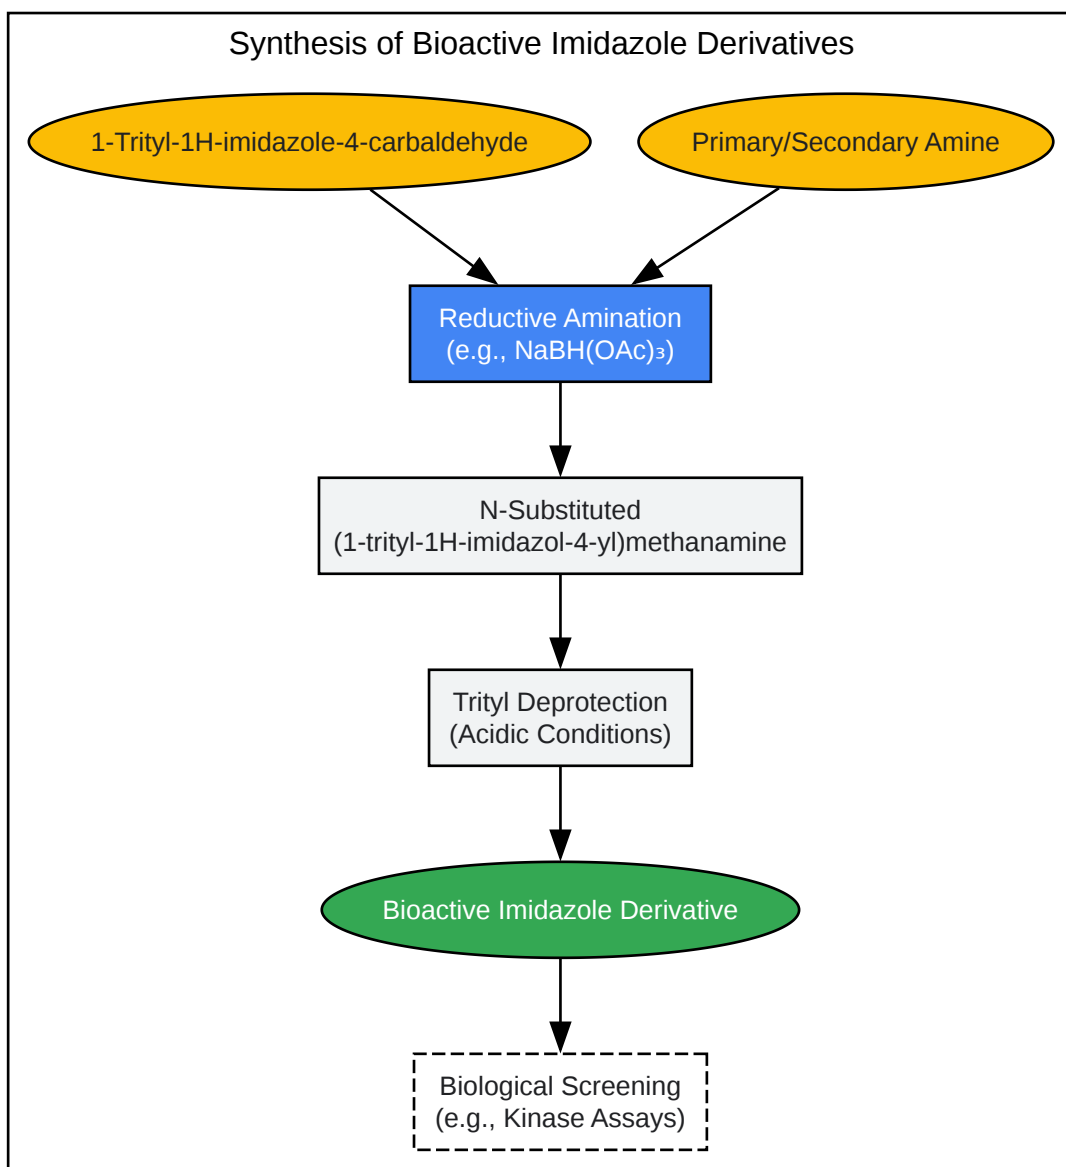 Synthesis of Bioactive Imidazole Derivatives
1-Trityl-1H-imidazole-4-carbaldehyde
Primary/Secondary Amine
Reductive Amination
(e.g., NaBH(OAc)₃)
N-Substituted
(1-trityl-1H-imidazol-4-yl)methanamine
Trityl Deprotection
(Acidic Conditions)
Bioactive Imidazole Derivative
Biological Screening
(e.g., Kinase Assays)